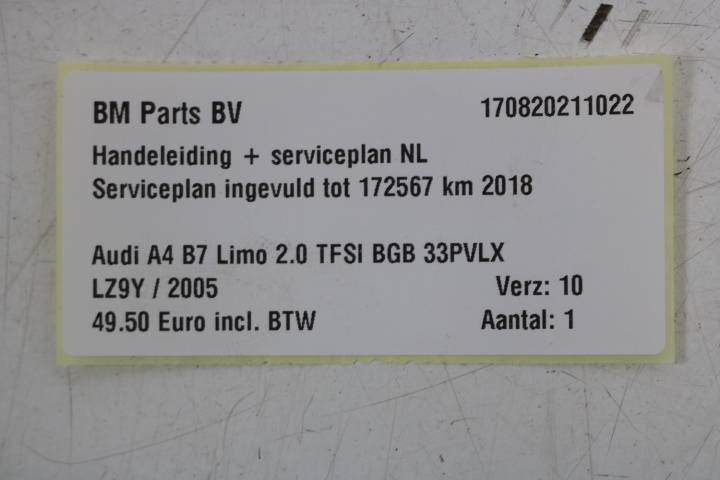 BM Parts BV 170820211022
Handeleiding + serviceplan NL
Serviceplan ingevuld tot 172567 km 2018
Audi A4 B7 Limo 2.0 TFSI BGB 33PVLX
LZ9Y / 2005 Verz: 10
49.50 Euro incl. BTW Aantal: 1